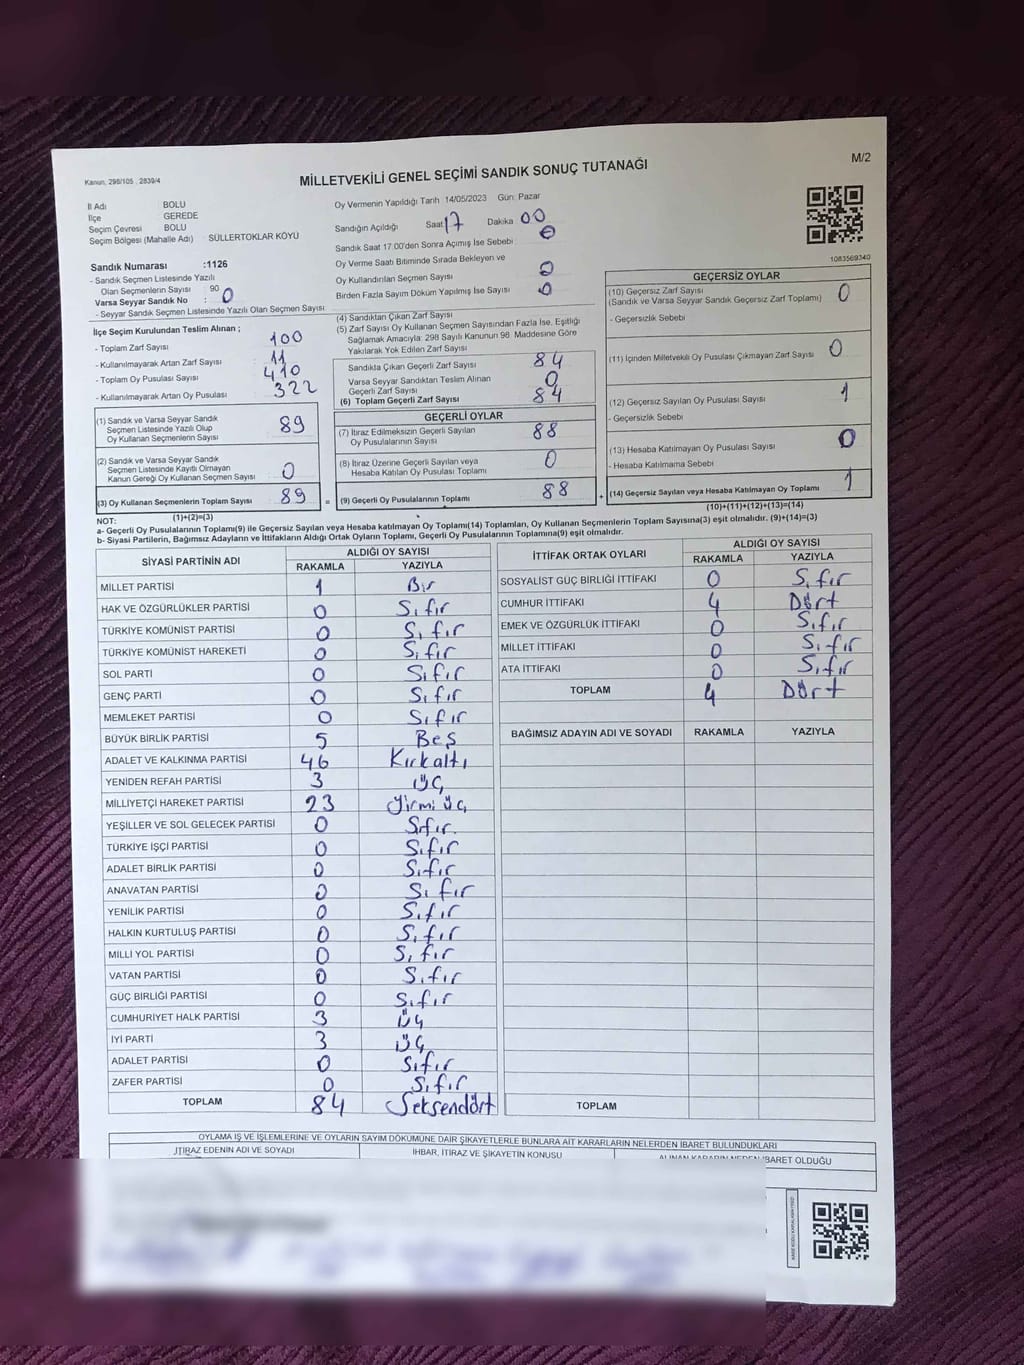 Kanun, 298/105 , 2839/4
MİLLETVEKİLİ GENEL SEÇİMİ SANDIK SONUÇ TUTANAĞI
M/2
İl Adı BOLU
İlçe GEREDE
Seçim Çevresi BOLU
Seçim Bölgesi (Mahalle Adı) SÜLLERTOKLAR KÖYÜ
Oy Vermenin Yapıldığı Tarih 14/05/2023 Gün: Pazar
Sandığın Açıldığı Saat 17 Dakika 00
Sandık Saat 17:00'den Sonra Açımış İse Sebebi 0
Oy Verme Saati Bitiminde Sırada Bekleyen ve
Oy Kullandırılan Seçmen Sayısı 0
Birden Fazla Sayım Döküm Yapılmış İse Sayısı 0
1083569340
Sandık Numarası :1126
- Sandık Seçmen Listesinde Yazılı
Olan Seçmenlerin Sayısı : 90
Varsa Seyyar Sandık No : 0
- Seyyar Sandık Seçmen Listesinde Yazılı Olan Seçmen Sayısı
İlçe Seçim Kurulundan Teslim Alınan ;
- Toplam Zarf Sayısı 100
- Kullanılmayarak Artan Zarf Sayısı 11
- Toplam Oy Pusulası Sayısı 410
- Kullanılmayarak Artan Oy Pusulası 322
(4) Sandıktan Çıkan Zarf Sayısı
(5) Zarf Sayısı Oy Kullanan Seçmen Sayısından Fazla İse, Eşitliği
Sağlamak Amacıyla; 298 Sayılı Kanunun 98. Maddesine Göre
Yakılarak Yok Edilen Zarf Sayısı
Sandıkta Çıkan Geçerli Zarf Sayısı 84
Varsa Seyyar Sandıktan Teslim Alınan
Geçerli Zarf Sayısı 0
(6) Toplam Geçerli Zarf Sayısı 84
GEÇERSİZ OYLAR
(10) Geçersiz Zarf Sayısı 0
(Sandık ve Varsa Seyyar Sandık Geçersiz Zarf Toplamı)
- Geçersizlik Sebebi
(11) İçinden Milletvekili Oy Pusulası Çıkmayan Zarf Sayısı 0
(12) Geçersiz Sayılan Oy Pusulası Sayısı 1
- Geçersizlik Sebebi
(13) Hesaba Katılmayan Oy Pusulası Sayısı 0
- Hesaba Katılmama Sebebi
(14) Geçersiz Sayılan veya Hesaba Katılmayan Oy Toplamı 1
(10)+(11)+(12)+(13)=(14)
(1) Sandık ve Varsa Seyyar Sandık
Seçmen Listesinde Yazılı Olup
Oy Kullanan Seçmenlerin Sayısı 89
(2) Sandık ve Varsa Seyyar Sandık
Seçmen Listesinde Kayıtlı Olmayan
Kanun Gereği Oy Kullanan Seçmen Sayısı 0
(3) Oy Kullanan Seçmenlerin Toplam Sayısı 89
(1)+(2)=(3)
=
GEÇERLİ OYLAR
(7) İtiraz Edilmeksizin Geçerli Sayılan
Oy Pusulalarının Sayısı 88
(8) İtiraz Üzerine Geçerli Sayılan veya
Hesaba Katılan Oy Pusulası Toplamı 0
(9) Geçerli Oy Pusulalarının Toplamı 88
+
NOT:
a- Geçerli Oy Pusulalarının Toplamı(9) ile Geçersiz Sayılan veya Hesaba katılmayan Oy Toplamı(14) Toplamları, Oy Kullanan Seçmenlerin Toplam Sayısına(3) eşit olmalıdır. (9)+(14)=(3)
b- Siyasi Partilerin, Bağımsız Adayların ve İttifakların Aldığı Ortak Oyların Toplamı, Geçerli Oy Pusulalarının Toplamına(9) eşit olmalıdır.
SİYASİ PARTİNİN ADI ALDIĞI OY SAYISI
RAKAMLA YAZIYLA
MİLLET PARTİSİ 1 Bir
HAK VE ÖZGÜRLÜKLER PARTİSİ 0 Sıfır
TÜRKİYE KOMÜNİST PARTİSİ 0 Sıfır
TÜRKİYE KOMÜNİST HAREKETİ 0 Sıfır
SOL PARTİ 0 Sıfır
GENÇ PARTİ 0 Sıfır
MEMLEKET PARTİSİ 0 Sıfır
BÜYÜK BİRLİK PARTİSİ 5 Beş
ADALET VE KALKINMA PARTİSİ 46 Kırkaltı
YENİDEN REFAH PARTİSİ 3 Üç
MİLLİYETÇİ HAREKET PARTİSİ 23 Yirmi üç
YEŞİLLER VE SOL GELECEK PARTİSİ 0 Sıfır.
TÜRKİYE İŞÇİ PARTİSİ 0 Sıfır
ADALET BİRLİK PARTİSİ 0 Sıfır
ANAVATAN PARTİSİ 0 Sıfır
YENİLİK PARTİSİ 0 Sıfır
HALKIN KURTULUŞ PARTİSİ 0 Sıfır
MİLLİ YOL PARTİSİ 0 Sıfır
VATAN PARTİSİ 0 Sıfır
GÜÇ BİRLİĞİ PARTİSİ 0 Sıfır
CUMHURİYET HALK PARTİSİ 3 Üç
İYİ PARTİ 3 Üç
ADALET PARTİSİ 0 Sıfır
ZAFER PARTİSİ 0 Sıfır
TOPLAM 84 Seksendört
İTTİFAK ORTAK OYLARI ALDIĞI OY SAYISI
RAKAMLA YAZIYLA
SOSYALİST GÜÇ BİRLİĞİ İTTİFAKI 0 Sıfır
CUMHUR İTTİFAKI 4 Dört
EMEK VE ÖZGÜRLÜK İTTİFAKI 0 Sıfır
MİLLET İTTİFAKI 0 Sıfır
ATA İTTİFAKI 0 Sıfır
TOPLAM 4 Dört
BAĞIMSIZ ADAYIN ADI VE SOYADI RAKAMLA YAZIYLA
TOPLAM
OYLAMA İŞ VE İŞLEMLERİNE VE OYLARIN SAYIM DÖKÜMÜNE DAİR ŞİKAYETLERLE BUNLARA AİT KARARLARIN NELERDEN İBARET BULUNDUKLARI
İTİRAZ EDENİN ADI VE SOYADI İHBAR, İTİRAZ VE ŞİKAYETİN KONUSU ALINAN KARARIN NEDEN İBARET OLDUĞU